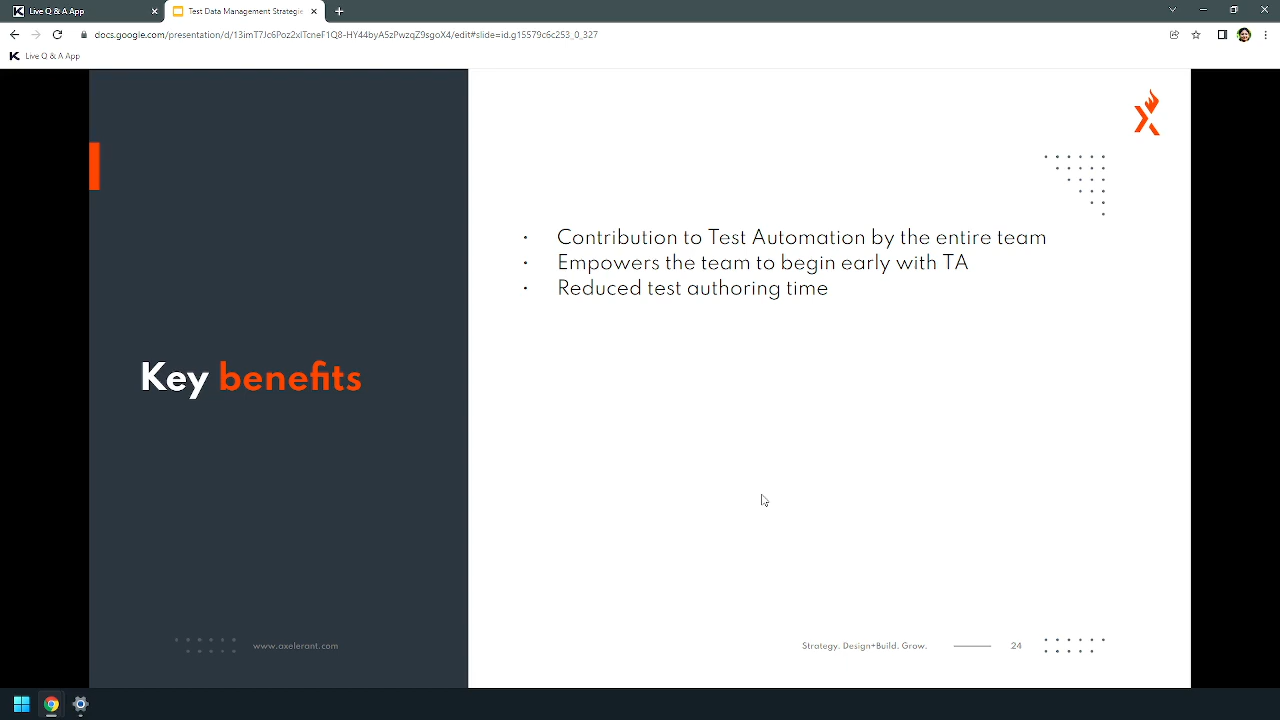 Live Q & A App
Test Data Management Strategie
docs.google.com/presentation/d/13imT7Jc6Poz2xITcneF1Q8-HY44byA5zPwzqZ9sgoX4/edit#slide=id.g15579c6c253_0_327
Live Q & A App
Key benefits
• Contribution to Test Automation by the entire team
• Empowers the team to begin early with TA
• Reduced test authoring time
www.axelerant.com
Strategy. Design+Build. Grow.
24